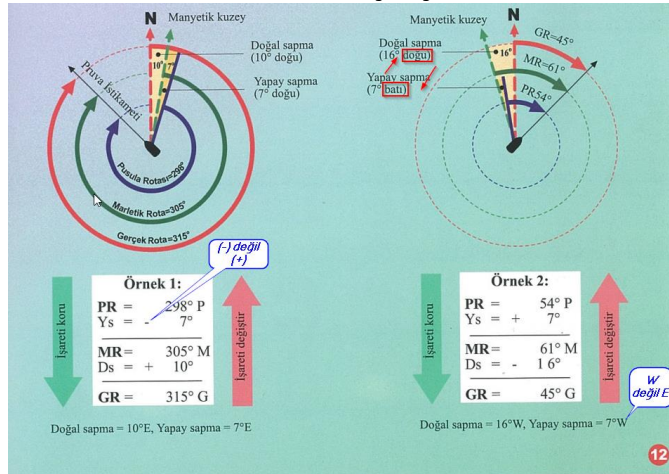 N
Manyetik kuzey
Doğal sapma
(10° doğu)
Yapay sapma
(7° doğu)
10°
7°
Pruva İstikameti
Pusula Rotası=298°
Marletik Rota=305°
Gerçek Rota=315°
(-) değil
(+)
İşareti koru
Örnek 1:
PR = 298° P
Ys = - 7°
MR = 305° M
Ds = + 10°
GR = 315° G
İşareti değiştir
Doğal sapma = 10°E, Yapay sapma = 7°E
Manyetik kuzey
N
Doğal sapma
(16° doğu)
Yapay sapma
(7° batı)
16°
GR=45°
MR=61°
PR54°
İşareti koru
Örnek 2:
PR = 54° P
Ys = + 7°
MR= 61° M
Ds = - 16°
GR = 45° G
İşareti değiştir
W
değil E
Doğal sapma = 16°W, Yapay sapma = 7°W
12